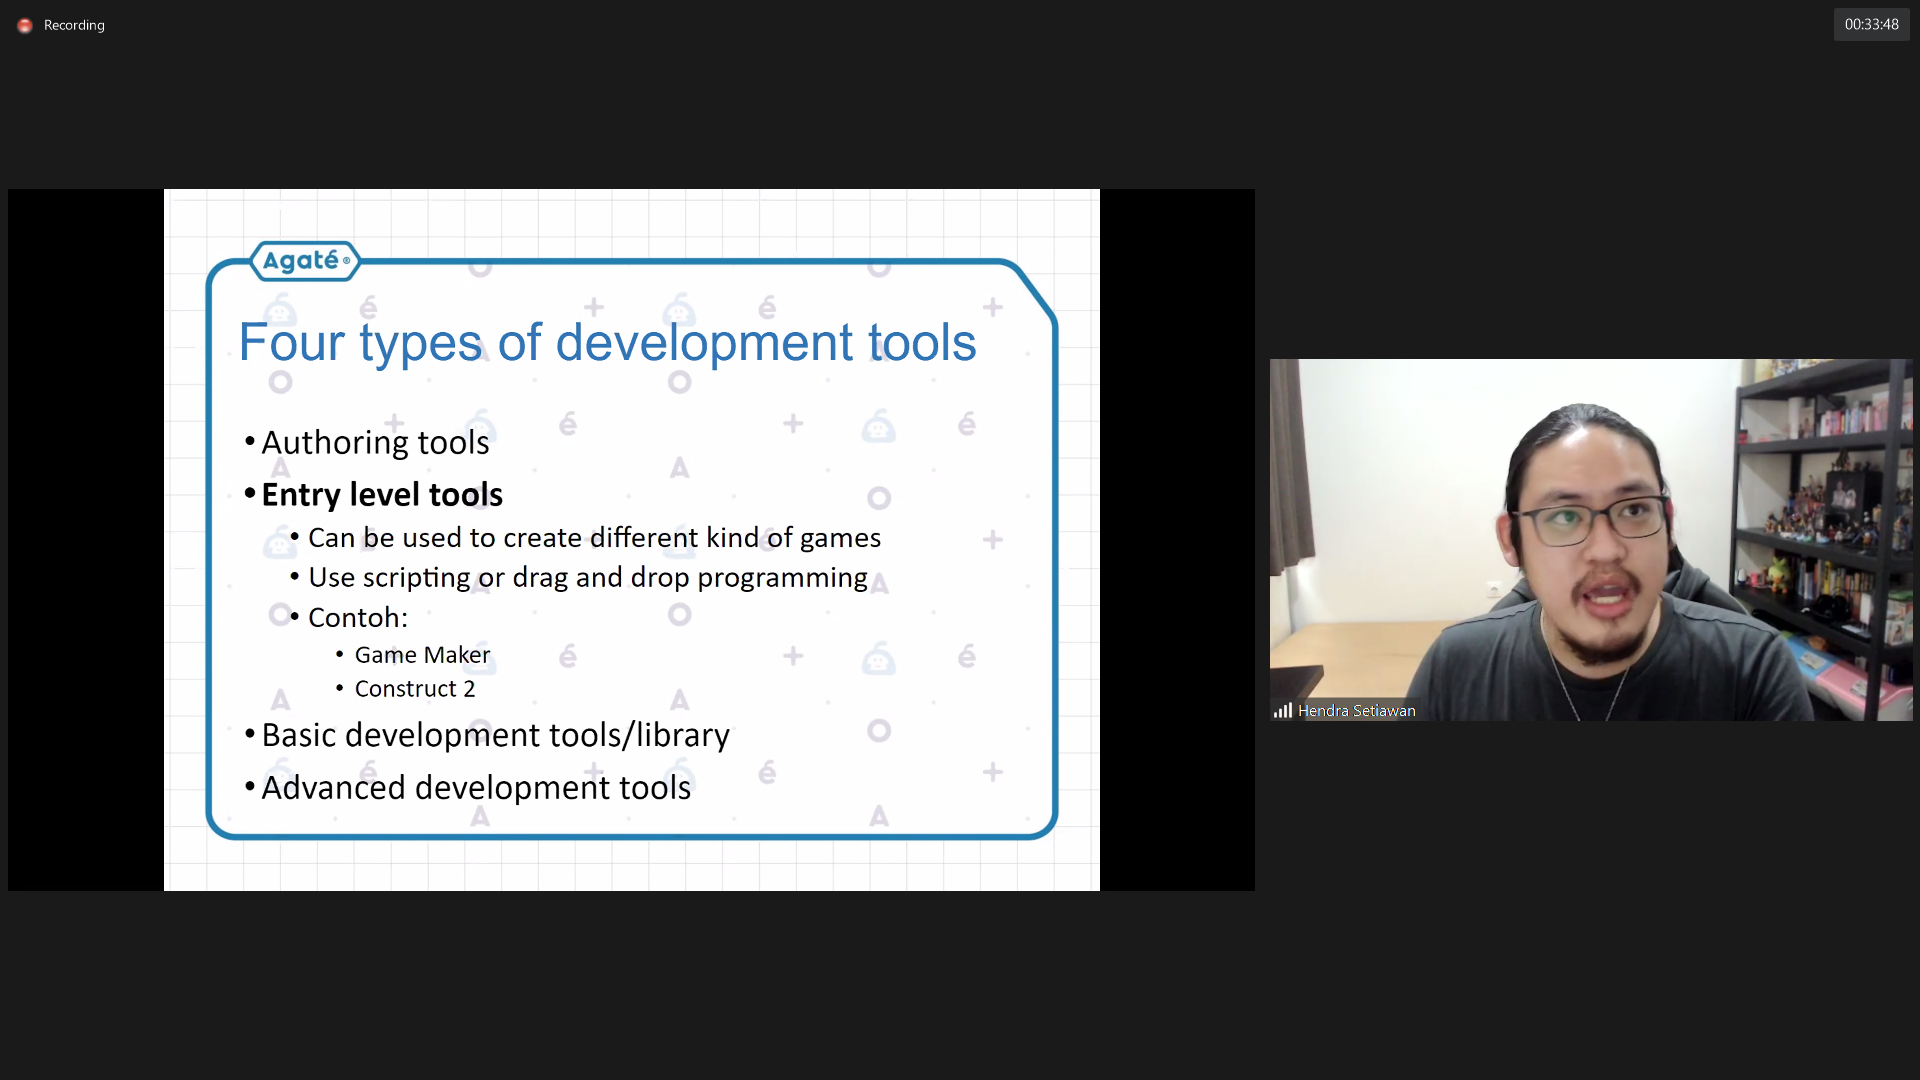 Recording
00:33:48
Agaté®
Four types of development tools
• Authoring tools
• Entry level tools
• Can be used to create different kind of games
• Use scripting or drag and drop programming
• Contoh:
• Game Maker
• Construct 2
• Basic development tools/library
• Advanced development tools
Hendra Setiawan